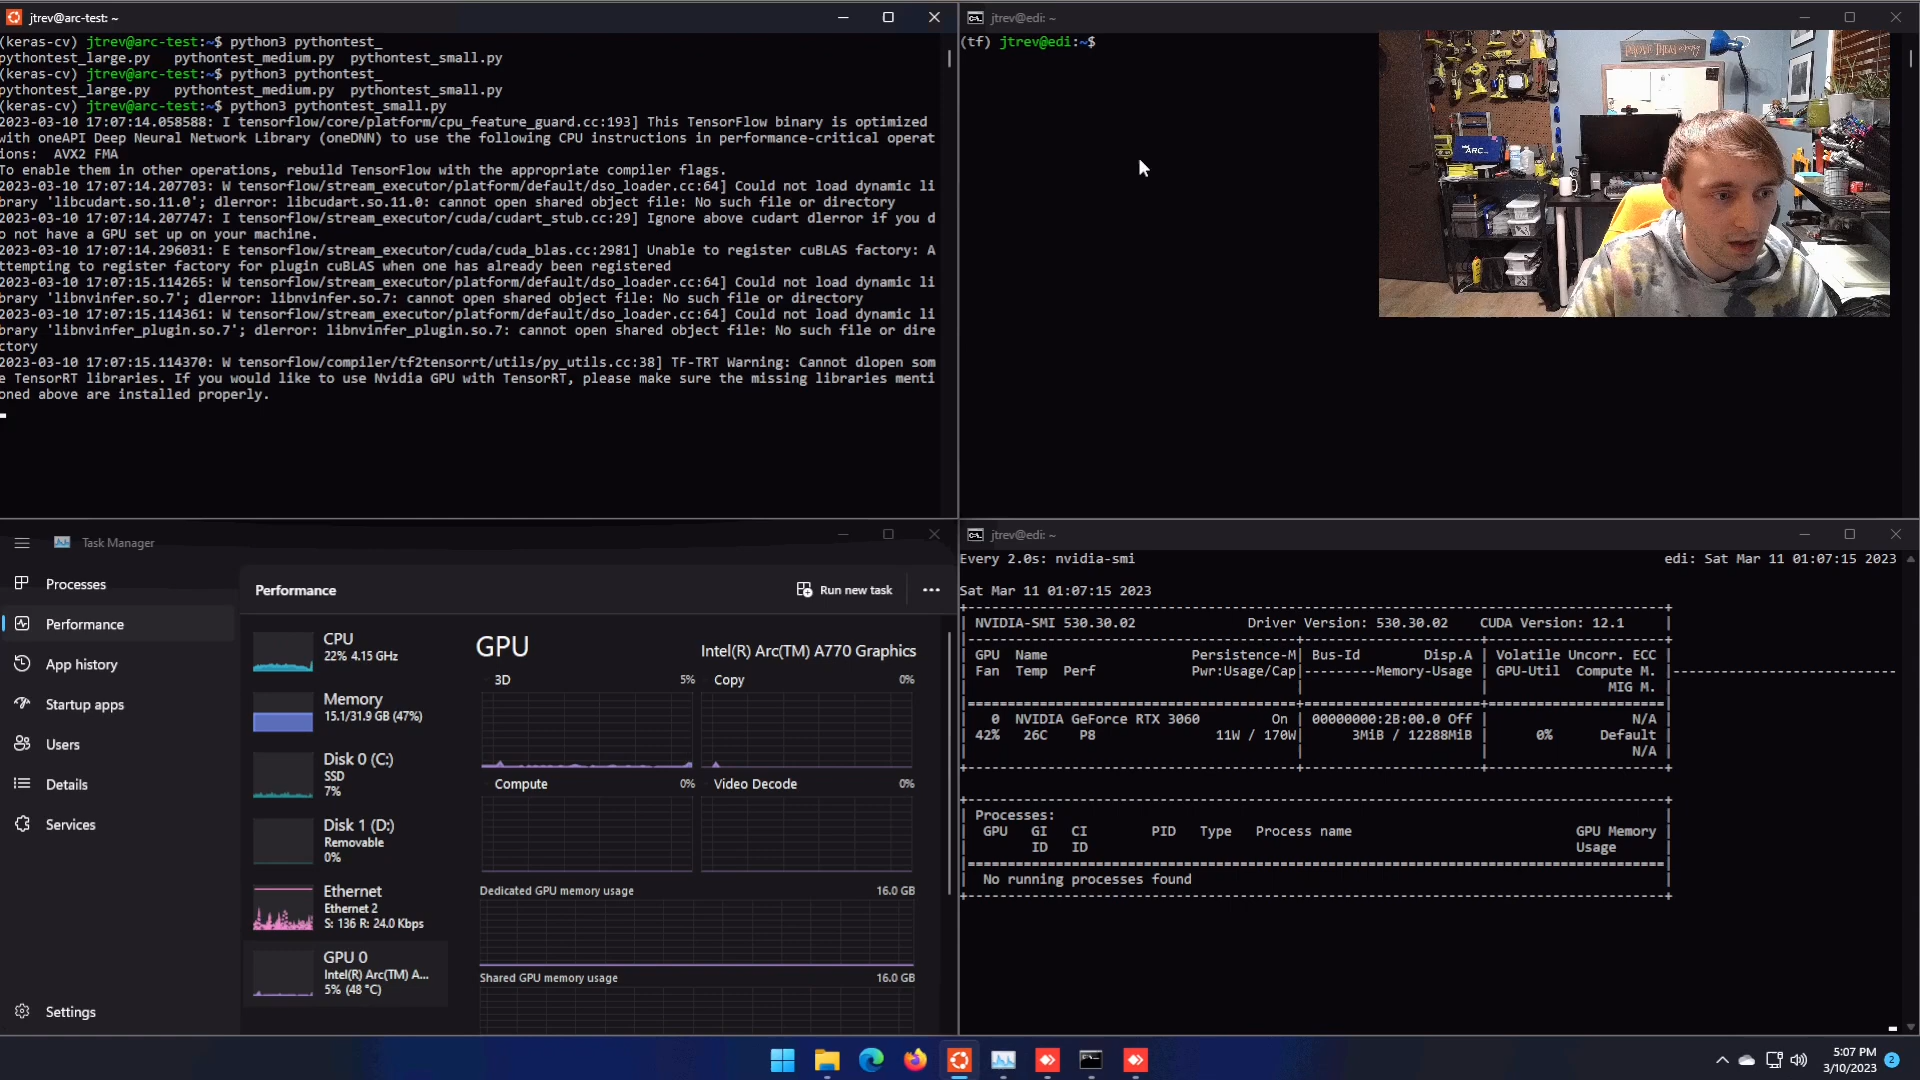 jtrev@arc-test: ~
(keras-cv) jtrev@arc-test:~$ python3 pythontest_
pythontest_large.py   pythontest_medium.py  pythontest_small.py
(keras-cv) jtrev@arc-test:~$ python3 pythontest_
pythontest_large.py   pythontest_medium.py  pythontest_small.py
(keras-cv) jtrev@arc-test:~$ python3 pythontest_small.py
2023-03-10 17:07:14.058588: I tensorflow/core/platform/cpu_feature_guard.cc:193] This TensorFlow binary is optimized
with oneAPI Deep Neural Network Library (oneDNN) to use the following CPU instructions in performance-critical operat
ions:  AVX2 FMA
To enable them in other operations, rebuild TensorFlow with the appropriate compiler flags.
2023-03-10 17:07:14.207703: W tensorflow/stream_executor/platform/default/dso_loader.cc:64] Could not load dynamic li
brary 'libcudart.so.11.0'; dlerror: libcudart.so.11.0: cannot open shared object file: No such file or directory
2023-03-10 17:07:14.207747: I tensorflow/stream_executor/cuda/cudart_stub.cc:29] Ignore above cudart dlerror if you d
o not have a GPU set up on your machine.
2023-03-10 17:07:14.296031: E tensorflow/stream_executor/cuda/cuda_blas.cc:2981] Unable to register cuBLAS factory: A
ttempting to register factory for plugin cuBLAS when one has already been registered
2023-03-10 17:07:15.114265: W tensorflow/stream_executor/platform/default/dso_loader.cc:64] Could not load dynamic li
brary 'libnvinfer.so.7'; dlerror: libnvinfer.so.7: cannot open shared object file: No such file or directory
2023-03-10 17:07:15.114361: W tensorflow/stream_executor/platform/default/dso_loader.cc:64] Could not load dynamic li
brary 'libnvinfer_plugin.so.7'; dlerror: libnvinfer_plugin.so.7: cannot open shared object file: No such file or dire
ctory
2023-03-10 17:07:15.114370: W tensorflow/compiler/tf2tensorrt/utils/py_utils.cc:38] TF-TRT Warning: Cannot dlopen som
e TensorRT libraries. If you would like to use Nvidia GPU with TensorRT, please make sure the missing libraries menti
oned above are installed properly.
jtrev@edi: ~
(tf) jtrev@edi:~$
ARC
Task Manager
Processes
Performance
App history
Startup apps
Users
Details
Services
Settings
Performance
Run new task
CPU
22% 4.15 GHz
Memory
15.1/31.9 GB (47%)
Disk 0 (C:)
SSD
7%
Disk 1 (D:)
Removable
0%
Ethernet
Ethernet 2
S: 136 R: 24.0 Kbps
GPU 0
Intel(R) Arc(TM) A...
5% (48 °C)
GPU
Intel(R) Arc(TM) A770 Graphics
3D 5%
Copy 0%
Compute 0%
Video Decode 0%
Dedicated GPU memory usage 16.0 GB
Shared GPU memory usage 16.0 GB
jtrev@edi: ~
Every 2.0s: nvidia-smi edi: Sat Mar 11 01:07:15 2023
Sat Mar 11 01:07:15 2023
NVIDIA-SMI 530.30.02 Driver Version: 530.30.02 CUDA Version: 12.1
GPU Name Persistence-M| Bus-Id Disp.A | Volatile Uncorr. ECC
Fan Temp Perf Pwr:Usage/Cap| Memory-Usage | GPU-Util Compute M.
MIG M.
0 NVIDIA GeForce RTX 3060 On | 00000000:2B:00.0 Off | N/A
42% 26C P8 11W / 170W| 3MiB / 12288MiB | 0% Default
N/A
Processes:
GPU GI CI PID Type Process name GPU Memory
ID ID Usage
No running processes found
5:07 PM
3/10/2023
2